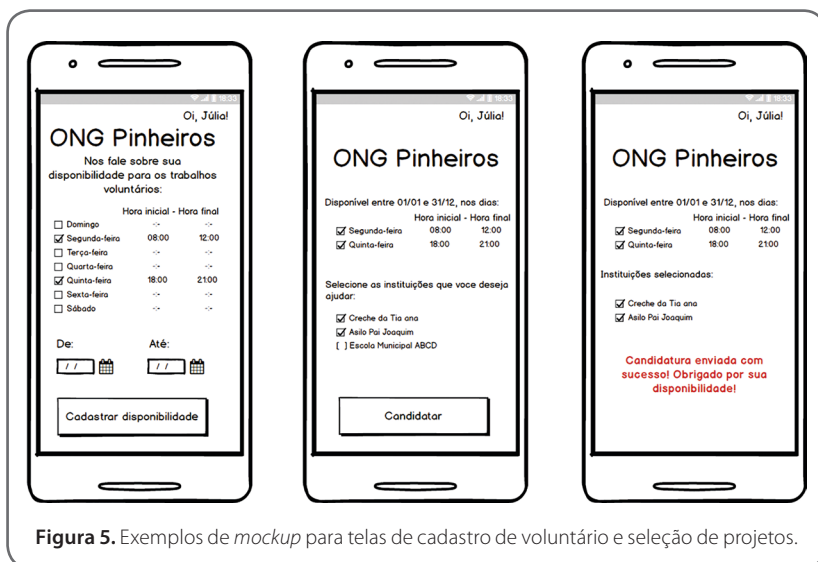 18:33
Oi, Júlia!
ONG Pinheiros
Nos fale sobre sua
disponibilidade para os trabalhos
voluntários:
Hora inicial - Hora final
Domingo -:- -:-
Segunda-feira 08:00 12:00
Terça-feira -:- -:-
Quarta-feira -:- -:-
Quinta-feira 18:00 21:00
Sexta-feira -:- -:-
Sábado -:- -:-
De: Até:
/ / / /
Cadastrar disponibilidade
18:33
Oi, Júlia!
ONG Pinheiros
Disponível entre 01/01 e 31/12, nos dias:
Hora inicial - Hora final
Segunda-feira 08:00 12:00
Quinta-feira 18:00 21:00
Selecione as instituições que voce deseja
ajudar:
Creche da Tia ana
Asilo Pai Joaquim
[ ] Escola Municipal ABCD
Candidatar
18:33
Oi, Júlia!
ONG Pinheiros
Disponível entre 01/01 e 31/12, nos dias:
Hora inicial - Hora final
Segunda-feira 08:00 12:00
Quinta-feira 18:00 21:00
Instituições selecionadas:
Creche da Tia ana
Asilo Pai Joaquim
Candidatura enviada com
sucesso! Obrigado por sua
disponibilidade!
Figura 5. Exemplos de mockup para telas de cadastro de voluntário e seleção de projetos.